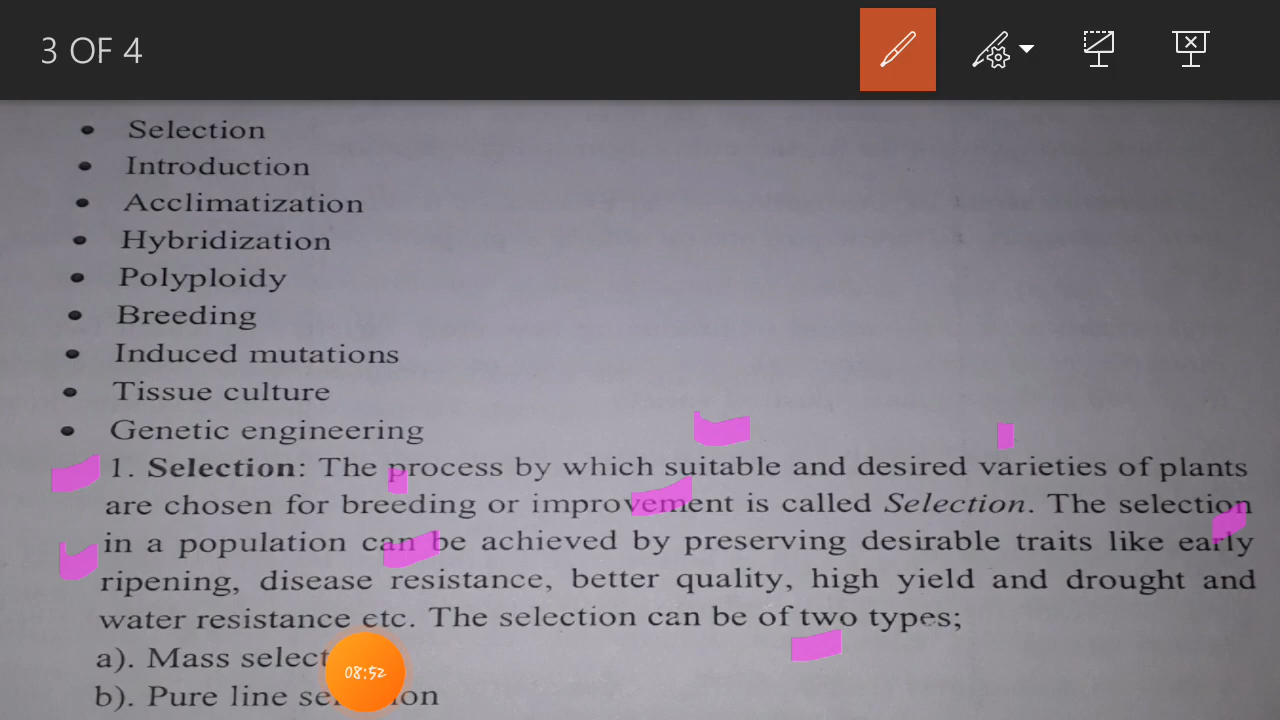 3 OF 4
• Selection
• Introduction
• Acclimatization
• Hybridization
• Polyploidy
• Breeding
• Induced mutations
• Tissue culture
• Genetic engineering
1. Selection: The process by which suitable and desired varieties of plants
are chosen for breeding or improvement is called Selection. The selection
in a population can be achieved by preserving desirable traits like early
ripening, disease resistance, better quality, high yield and drought and
water resistance etc. The selection can be of two types;
a). Mass select
08:52
b). Pure line se on